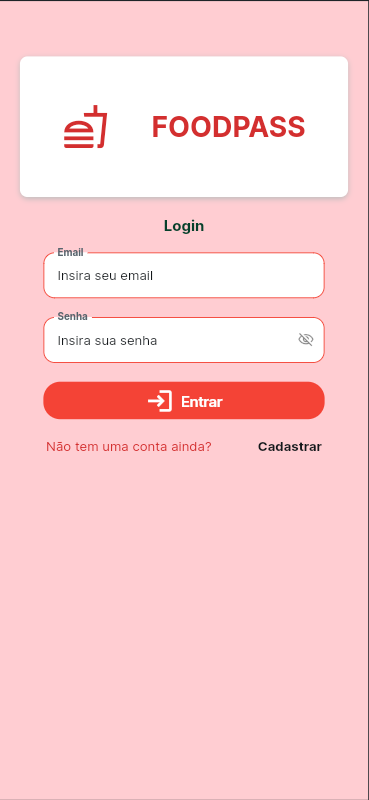 FOODPASS
Login
Email
Insira seu email
Senha
Insira sua senha
Entrar
Não tem uma conta ainda? Cadastrar